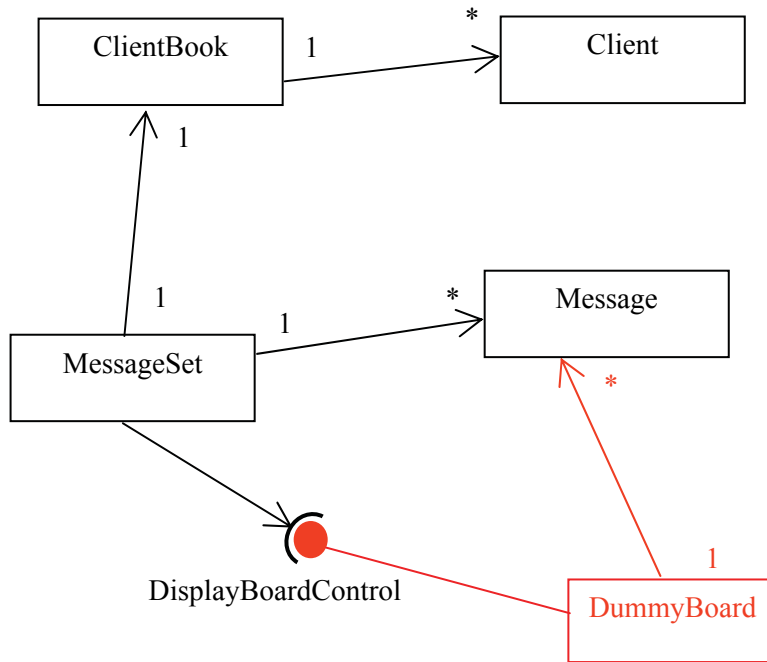 ClientBook
1
*
Client
1
1
MessageSet
1
*
Message
*
DisplayBoardControl
1
DummyBoard